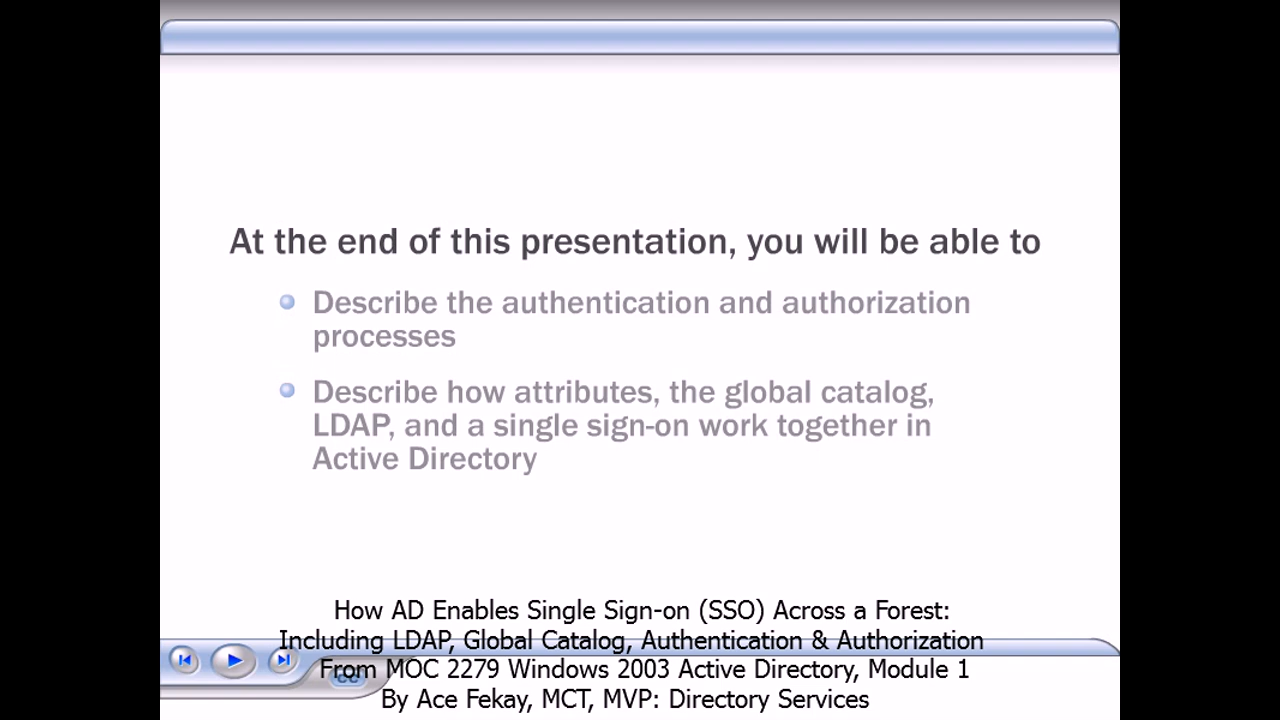 At the end of this presentation, you will be able to
Describe the authentication and authorization
processes
Describe how attributes, the global catalog,
LDAP, and a single sign-on work together in
Active Directory
How AD Enables Single Sign-on (SSO) Across a Forest:
Including LDAP, Global Catalog, Authentication & Authorization
From MOC 2279 Windows 2003 Active Directory, Module 1
CC
By Ace Fekay, MCT, MVP: Directory Services